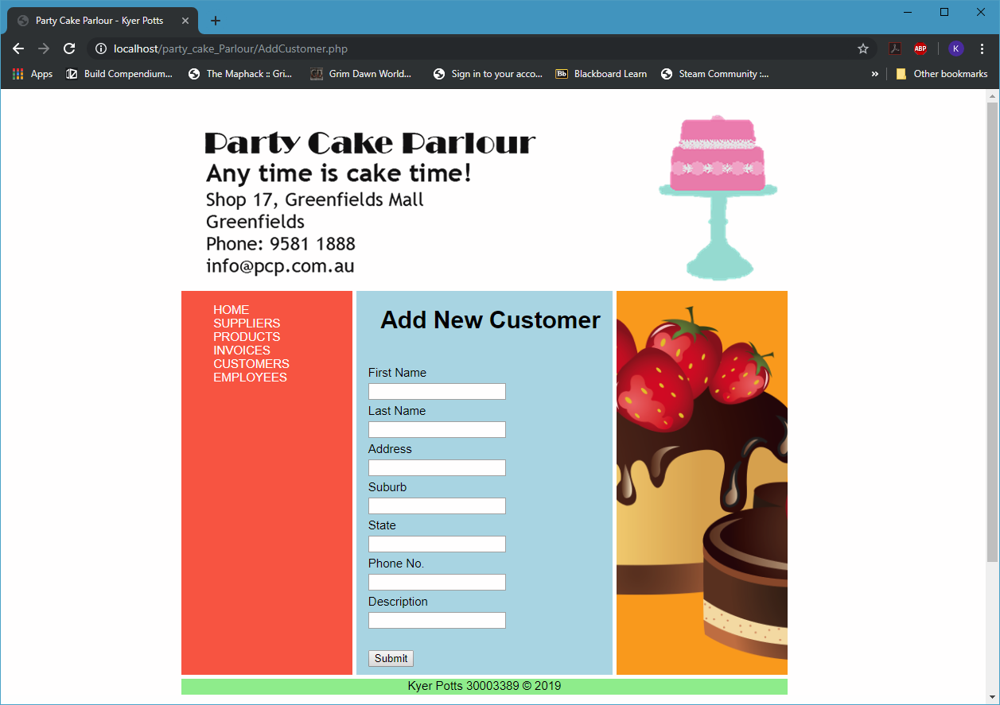 Party Cake Parlour - Kyer Potts
localhost/party_cake_Parlour/AddCustomer.php
ABP
K
Apps
Build Compendium...
The Maphack :: Gri...
Grim Dawn World...
Sign in to your acco...
Bb
Blackboard Learn
Steam Community :...
»
Other bookmarks
Party Cake Parlour
Any time is cake time!
Shop 17, Greenfields Mall
Greenfields
Phone: 9581 1888
info@pcp.com.au
HOME
SUPPLIERS
PRODUCTS
INVOICES
CUSTOMERS
EMPLOYEES
Add New Customer
First Name
Last Name
Address
Suburb
State
Phone No.
Description
Submit
Kyer Potts 30003389 © 2019